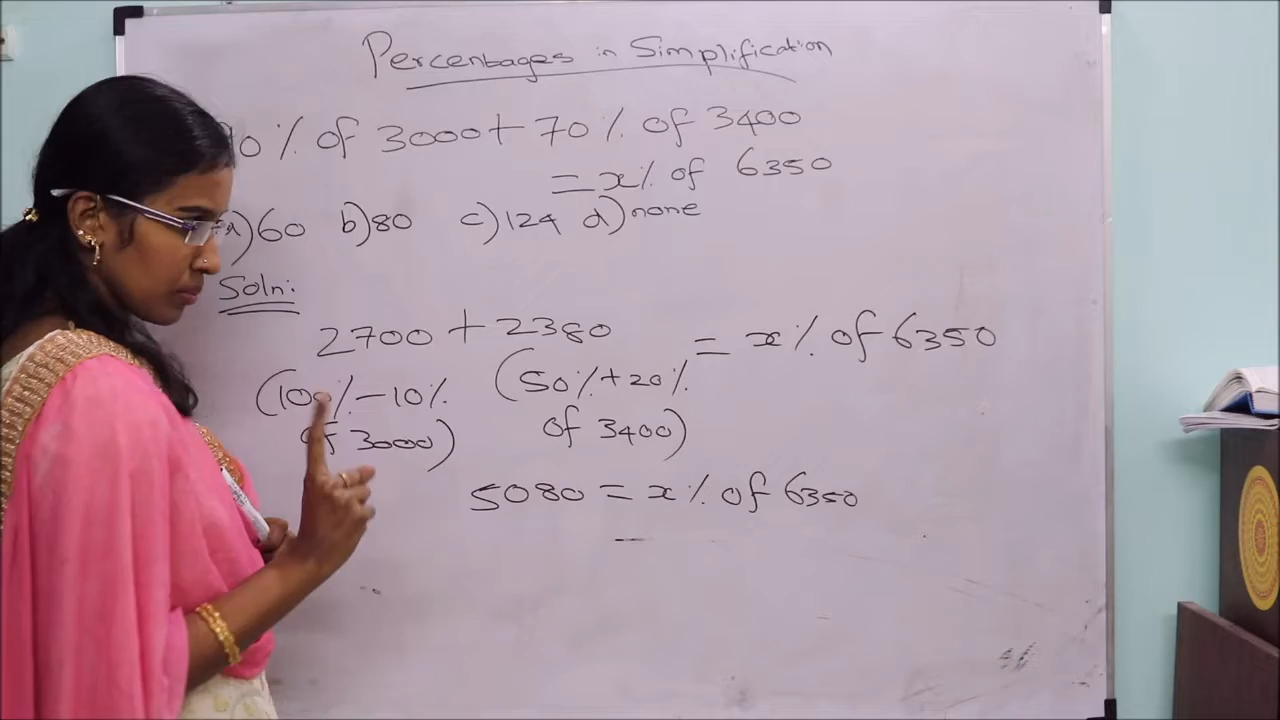 Percentages in Simplification
90% of 3000 + 70% of 3400
= x% of 6350
a) 60 b) 80 c) 124 d) none
Soln:
2700 + 2380 = x% of 6350
(100% - 10% (50% + 20%
of 3000) of 3400)
5080 = x% of 6350